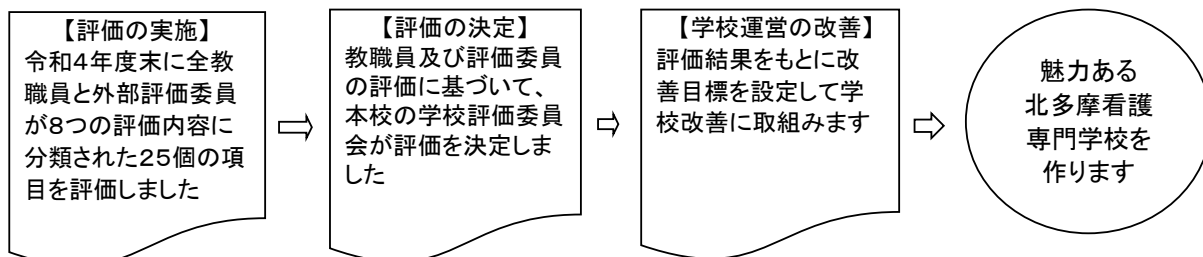 【評価の実施】
令和4年度末に全教
職員と外部評価委員
が8つの評価内容に
分類された25個の項
目を評価しました
【評価の決定】
教職員及び評価委員
の評価に基づいて、
本校の学校評価委員
会が評価を決定しま
した
【学校運営の改善】
評価結果をもとに改
善目標を設定して学
校改善に取組みます
魅力ある
北多摩看護
専門学校を
作ります